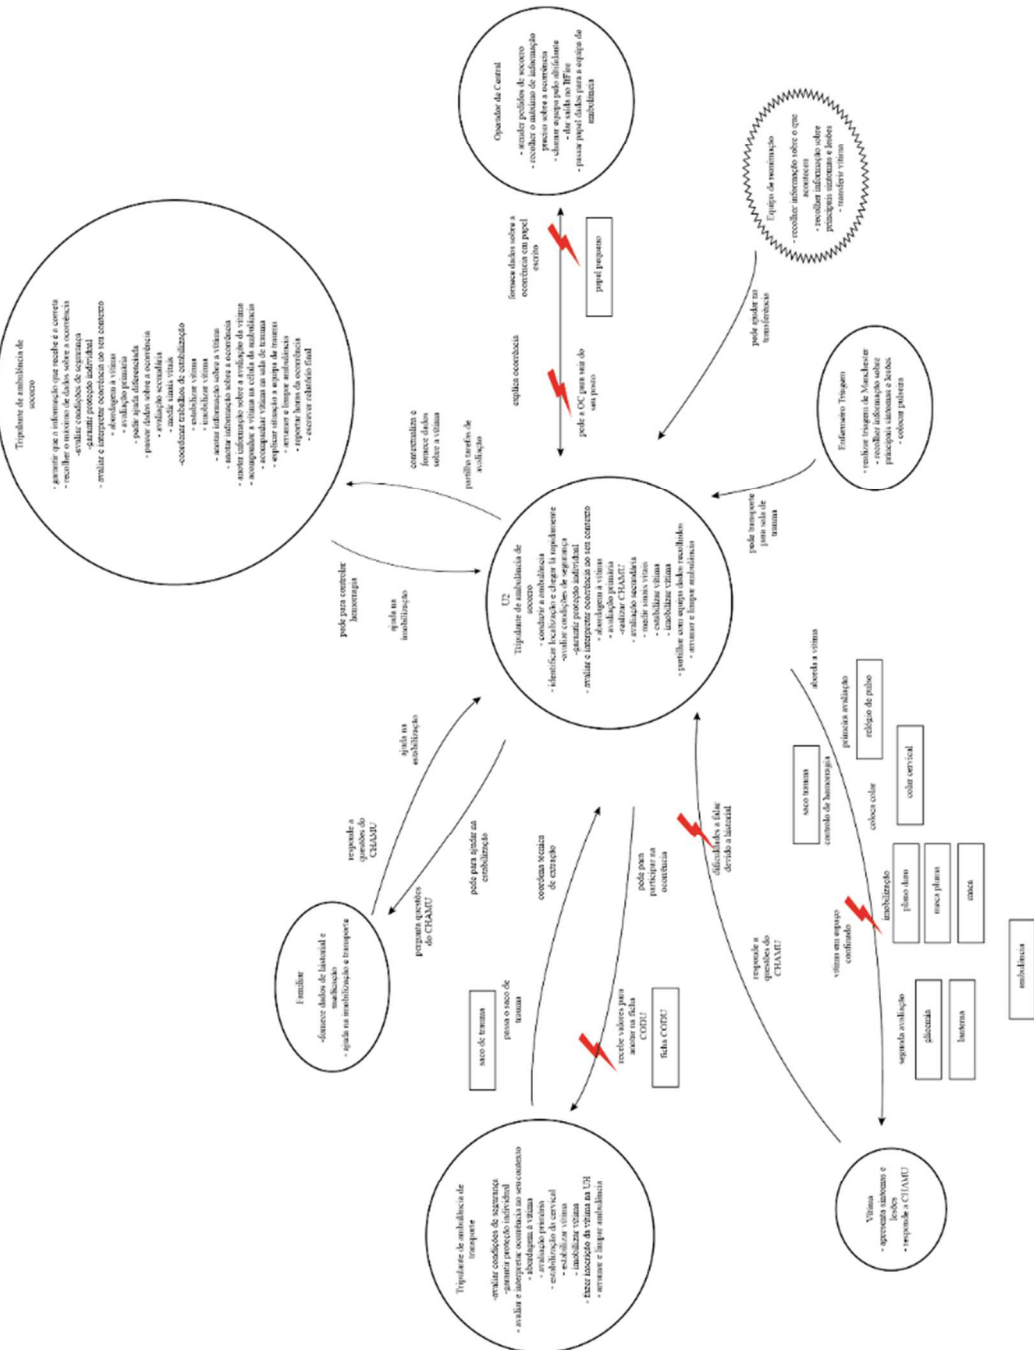 Tripulante de ambulância de
socorro
- garantir que a informação que recebe é correta
- recolher o máximo de dados sobre a ocorrência
-avaliar condições de segurança
-garantir proteção individual
- avaliar e interpretar ocorrência no seu contexto
- abordagem à vítima
- avaliação primária
- pedir ajuda diferenciada
- passar dados sobre a ocorrência
- avaliação secundária
- medir sinais vitais
-coordenar trabalhos de estabilização
- estabilizar vítima
- imobilizar vítima
- anotar informação sobre a vítima
- anotar informação sobre a ocorrência
- anotar informação sobre a avaliação da vítima
- acompanhar a vítima na célula da ambulância
- acompanhar vítima na sala de trauma
- explicar situação a equipa de trauma
- arrumar e limpar ambulância
- reportar horas da ocorrência
- escrever relatório final
Operador de Central
- atender pedidos de socorro
- recolher o máximo de informação
preciso sobre a ocorrência
- chamar equipa pelo altifalante
- dar saída no BFire
- passar papel dados para a equipa de
ambulância
Equipa de reanimação
- recolher informação sobre o que
aconteceu
- recolher informação sobre
principais sintomas e lesões
- transferir vítima
Enfermeiro Triagem
- realizar triagem de Manchester
- recolher informação sobre
principais sintomas e lesões
- colocar pulseira
fornece dados sobre a
ocorrência em papel
escrito
papel pequeno
explica ocorrência
pede a OC para sair do
seu posto
pede ajudar na
transferência
pede transporte
para sala de
trauma
contextualiza e
fornece dados
sobre a vítima
partilha tarefas de
avaliação
pede para controlar
hemorragia
ajuda na
imobilização
U2
Tripulante de ambulância de
socorro
- conduzir a ambulância
- identificar localização e chegar lá rapidamente
-avaliar condições de segurança
-garantir proteção individual
- avaliar e interpretar ocorrência no seu contexto
- abordagem à vítima
- avaliação primária
-realizar CHAMU
- avaliação secundária
- medir sinais vitais
- estabilizar vítima
- imobilizar vítima
- partilhar com equipa dados recolhidos
- arrumar e limpar ambulância
ajuda na
estabilização
responde a
questões do
CHAMU
pergunta questões
do CHAMU
pede para ajudar na
estabilização
Familiar
-fornece dados de historial e
medicação
- ajuda na imobilização e transporte
coordena técnica
de extração
passa o saco de
trauma
saco de trauma
pede para
participar na
ocorrência
recebe valores para
anotar na ficha
CODU
ficha CODU
Tripulante de ambulância de
transporte
-avaliar condições de segurança
-garantir proteção individual
- avaliar e interpretar ocorrência no seu contexto
- abordagem à vítima
- avaliação primária
- estabilização da cervical
- estabilizar vítima
- imobilizar vítima
- fazer inscrição da vítima na UH
- arrumar e limpar ambulância
dificuldades a falar
devido a historial
responde a
questões do
CHAMU
aborda a vítima
primeira avaliação
relógio de pulso
saco trauma
controlo de hemorragia
coloca colar
colar cervical
vítimas em espaço
confinado
imobilização
plano duro
maca pluma
maca
segunda avaliação
glicemia
lanterna
ambulância
Vítima
- apresenta sintomas e
lesões
- responde a CHAMU